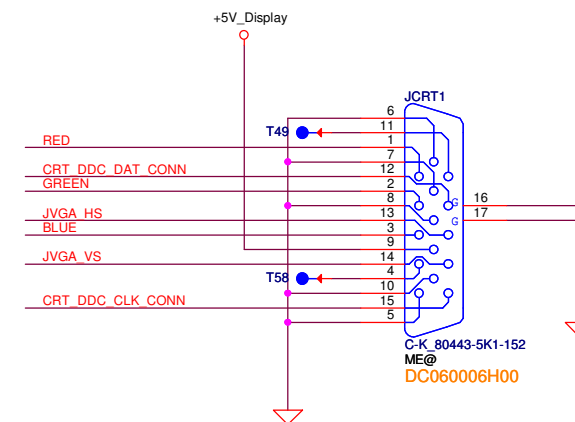 +5V_Display
JCRT1
6
T49
11
RED
1
7
CRT_DDC_DAT_CONN
12
GREEN
2
8
G
16
JVGA_HS
13
G
17
BLUE
3
9
JVGA_VS
14
T58
4
10
CRT_DDC_CLK_CONN
15
5
C-K_80443-5K1-152
ME@
DC060006H00